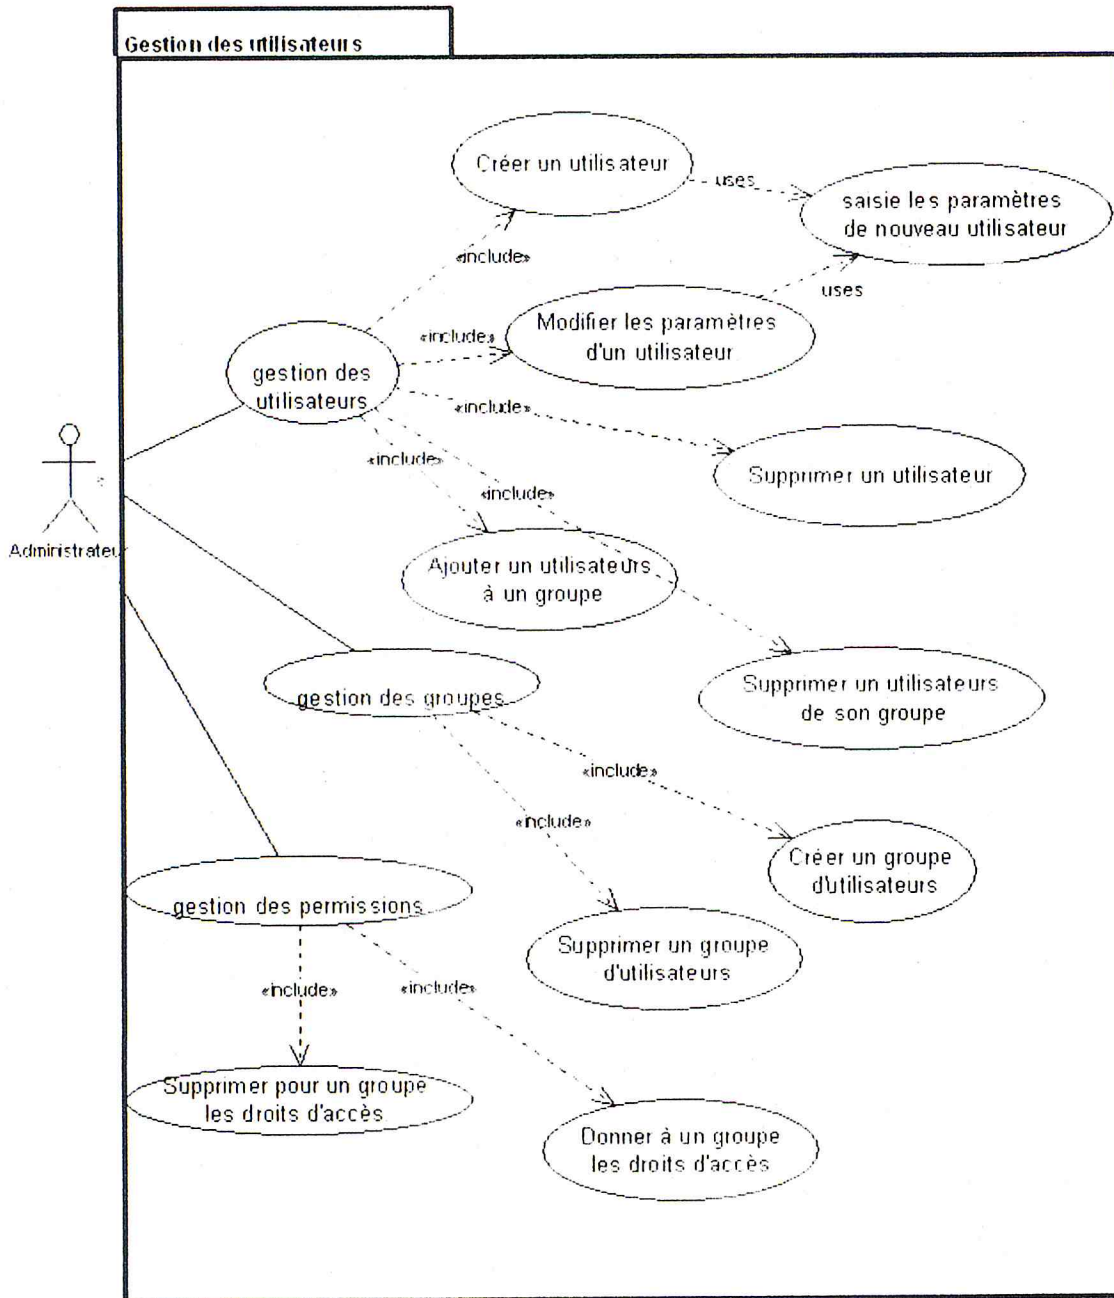 Gestion des utilisateurs
Créer un utilisateur
uses
saisie les paramètres
de nouveau utilisateur
«include»
uses
Modifier les paramètres
d'un utilisateur
«include»
gestion des
utilisateurs
«include»
Supprimer un utilisateur
«include»
«include»
Administrateur
Ajouter un utilisateurs
à un groupe
gestion des groupes
Supprimer un utilisateurs
de son groupe
«include»
«include»
Créer un groupe
d'utilisateurs
gestion des permissions
Supprimer un groupe
d'utilisateurs
«include»
«include»
Supprimer pour un groupe
les droits d'accès
Donner à un groupe
les droits d'accès